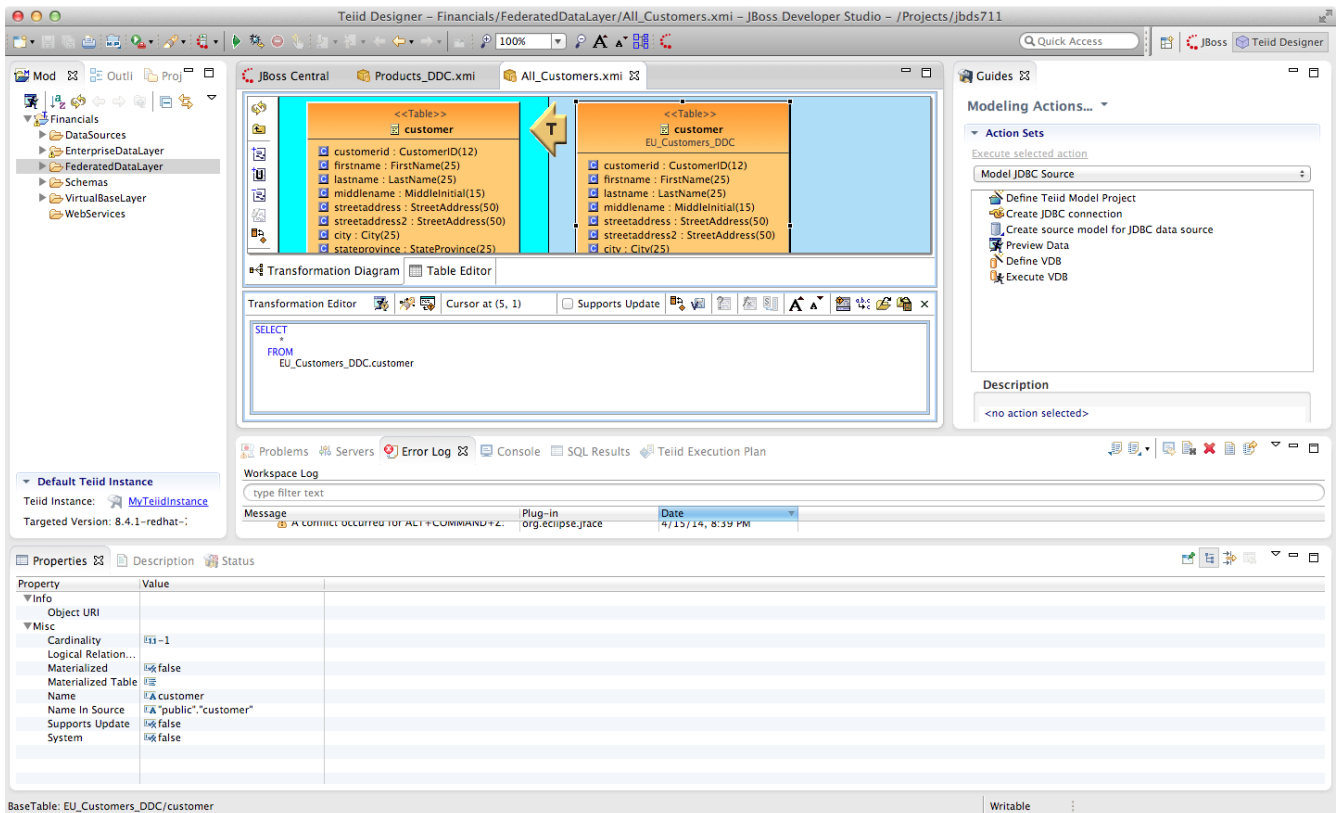 Teiid Designer – Financials/FederatedDataLayer/All_Customers.xmi – JBoss Developer Studio – /Projects/jbds711
100%
Quick Access
JBoss
Teiid Designer
Mod
Outli
Proj
Financials
DataSources
EnterpriseDataLayer
FederatedDataLayer
Schemas
VirtualBaseLayer
WebServices
Default Teiid Instance
Teiid Instance: MyTeiidInstance
Targeted Version: 8.4.1-redhat-
JBoss Central
Products_DDC.xmi
All_Customers.xmi
<<Table>>
customer
customerid : CustomerID(12)
firstname : FirstName(25)
lastname : LastName(25)
middlename : MiddleInitial(15)
streetaddress : StreetAddress(50)
streetaddress2 : StreetAddress(50)
city : City(25)
stateprovince : StateProvince(25)
T
<<Table>>
customer
EU_Customers_DDC
customerid : CustomerID(12)
firstname : FirstName(25)
lastname : LastName(25)
middlename : MiddleInitial(15)
streetaddress : StreetAddress(50)
streetaddress2 : StreetAddress(50)
city : City(25)
Transformation Diagram
Table Editor
Transformation Editor
Cursor at (5, 1)
Supports Update
SELECT
*
FROM
EU_Customers_DDC.customer
Guides
Modeling Actions...
Action Sets
Execute selected action
Model JDBC Source
Define Teiid Model Project
Create JDBC connection
Create source model for JDBC data source
Preview Data
Define VDB
Execute VDB
Description
<no action selected>
Problems
Servers
Error Log
Console
SQL Results
Teiid Execution Plan
Workspace Log
type filter text
Message Plug-in Date
A conflict occurred for ALT+COMMAND+Z: org.eclipse.jface 4/15/14, 8:39 PM
Properties
Description
Status
Property Value
Info
Object URI
Misc
Cardinality -1
Logical Relation...
Materialized false
Materialized Table
Name customer
Name In Source "public"."customer"
Supports Update false
System false
BaseTable: EU_Customers_DDC/customer
Writable